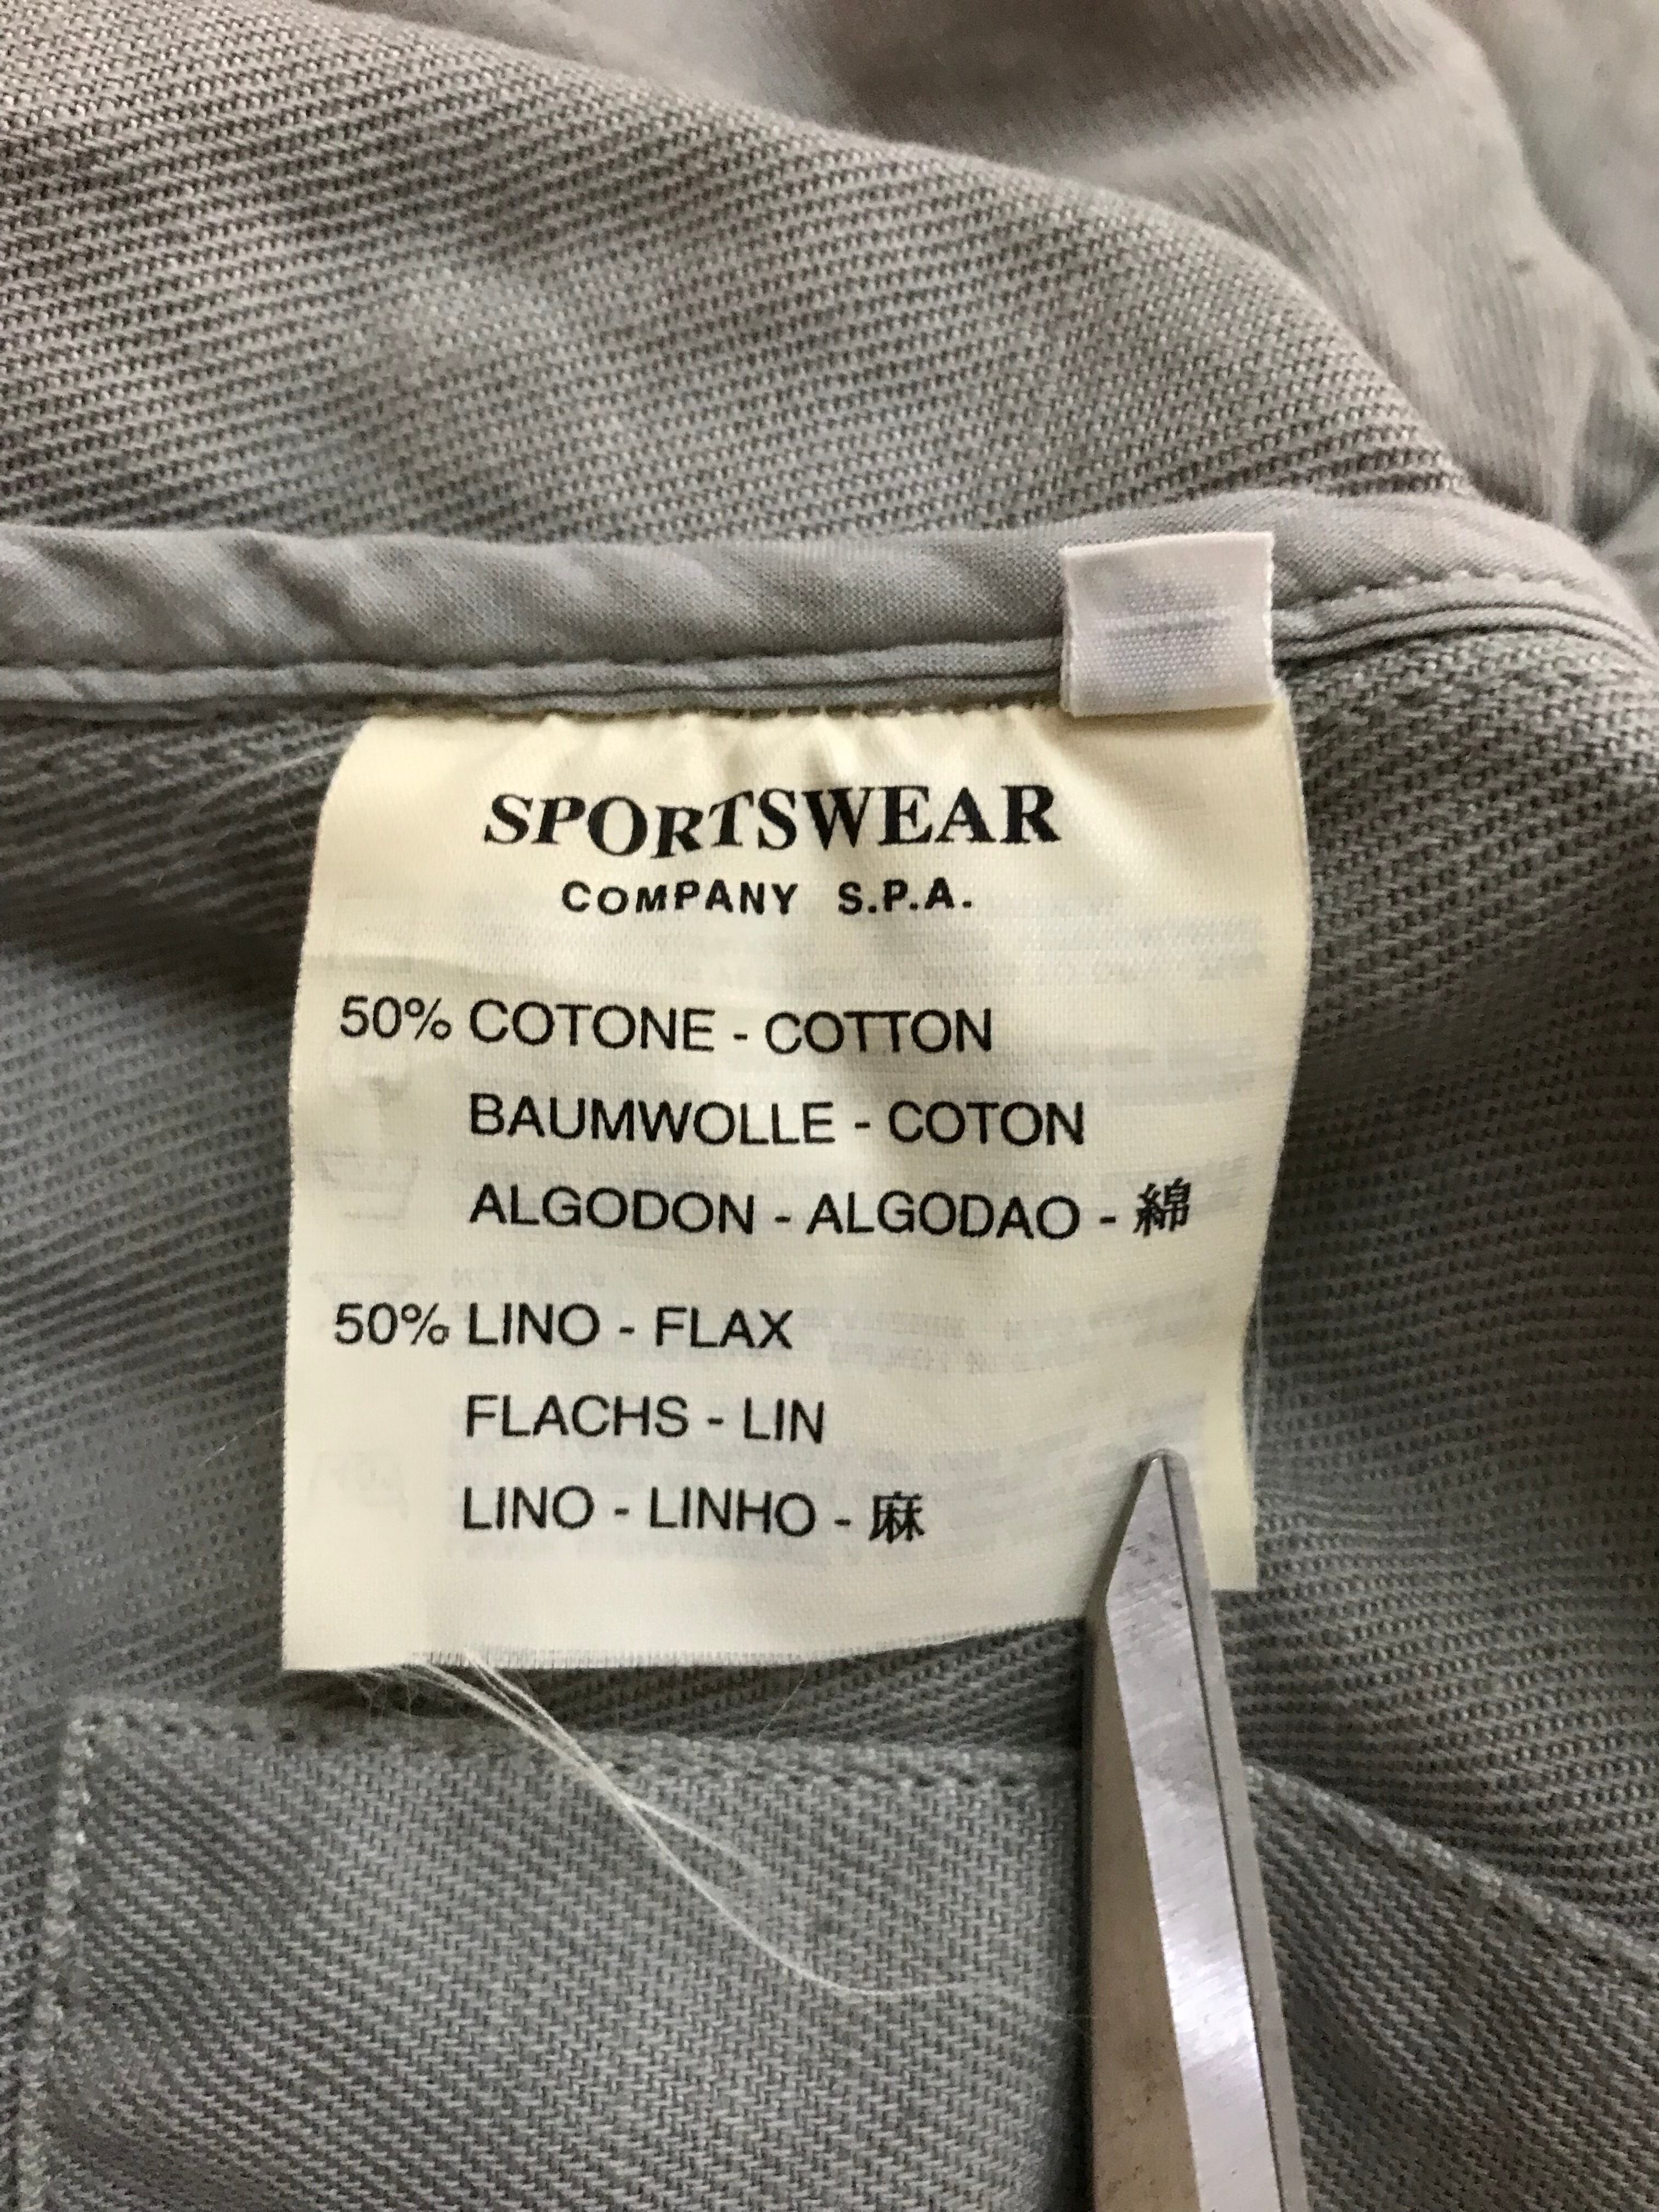 SPORTSWEAR
COMPANY S.P.A.
50% COTONE - COTTON
BAUMWOLLE - COTON
ALGODON - ALGODAO - 綿
50% LINO - FLAX
FLACHS - LIN
LINO - LINHO - 麻